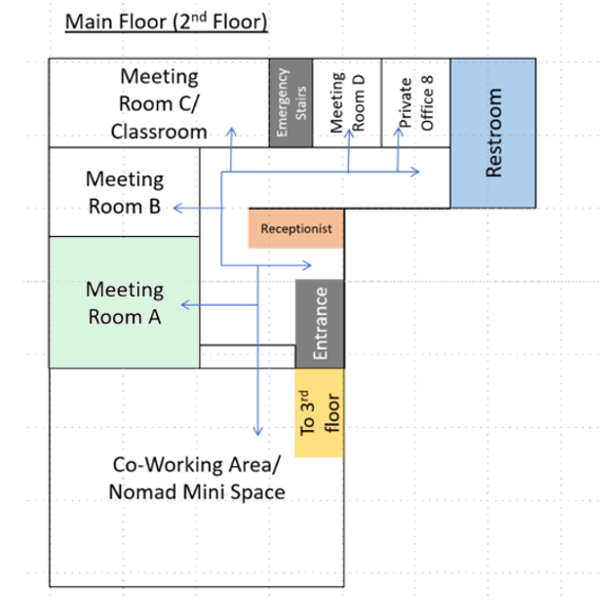 Main Floor (2nd Floor)
Meeting
Room C/
Classroom
Emergency
Stairs
Meeting
Room D
Private
Office 8
Restroom
Meeting
Room B
Receptionist
Meeting
Room A
Entrance
To 3rd
floor
Co-Working Area/
Nomad Mini Space